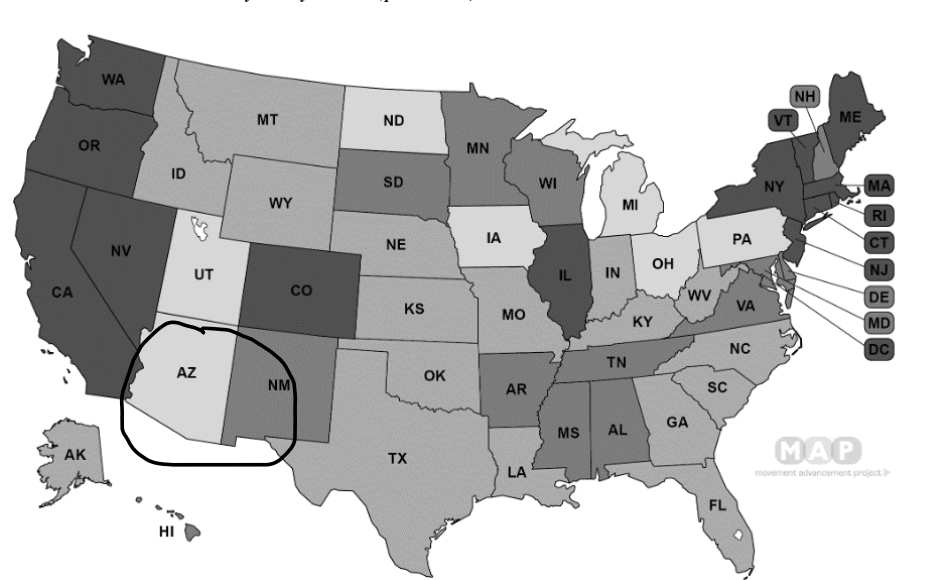 WA
OR
CA
NV
ID
MT
WY
UT
CO
AZ
NM
ND
SD
NE
KS
OK
TX
MN
IA
MO
AR
LA
WI
IL
MI
IN
OH
KY
TN
MS
AL
GA
FL
SC
NC
VA
WV
PA
NY
VT
NH
ME
MA
RI
CT
NJ
DE
MD
DC
AK
HI
MAP
movement advancement project